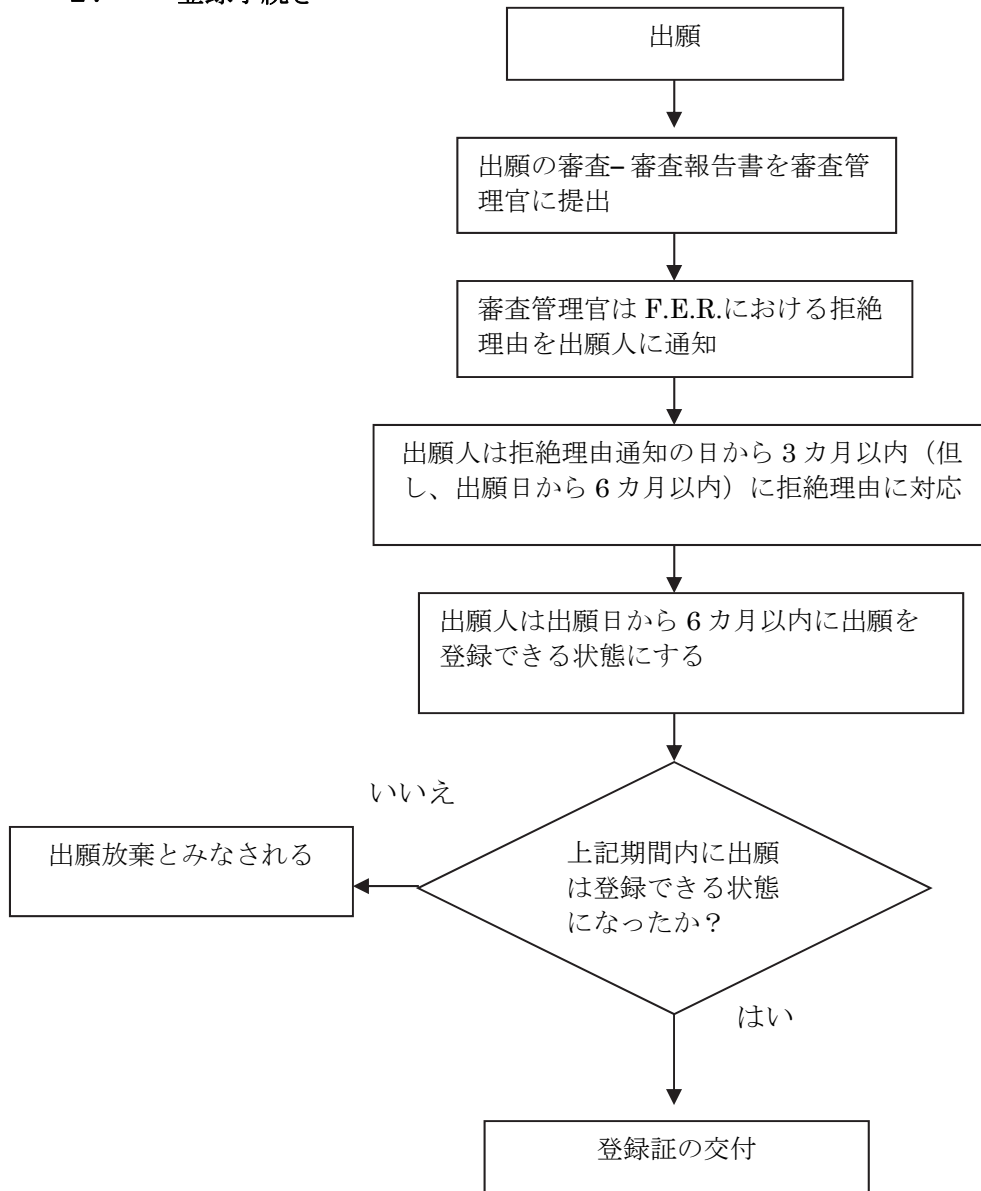 出願
出願の審査– 審査報告書を審査管
理官に提出
審査管理官は F.E.R.における拒絶
理由を出願人に通知
出願人は拒絶理由通知の日から 3 カ月以内（但
し、出願日から 6 カ月以内）に拒絶理由に対応
出願人は出願日から 6 カ月以内に出願を
登録できる状態にする
いいえ
出願放棄とみなされる
上記期間内に出願
は登録できる状態
になったか？
はい
登録証の交付